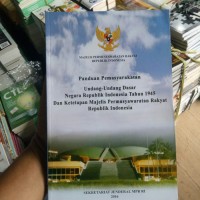 MAJELIS PERMUSYAWARATAN RAKYAT
REPUBLIK INDONESIA
Panduan Pemasyarakatan
Undang-Undang Dasar
Negara Republik Indonesia Tahun 1945
Dan Ketetapan Majelis Permusyawaratan Rakyat
Republik Indonesia
SEKRETARIAT JENDERAL MPR RI